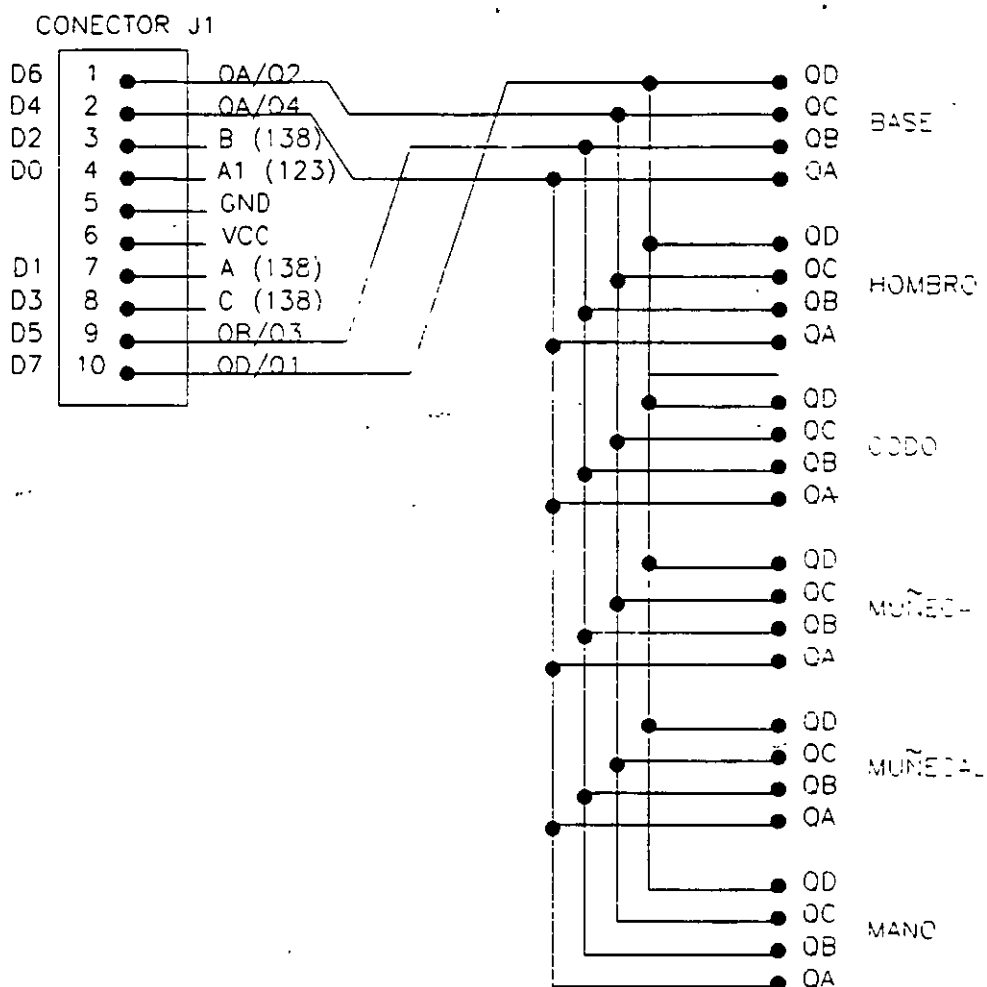 CONECTOR J1
D6 1 QA/Q2
D4 2 QA/Q4
D2 3 B (138)
D0 4 A1 (123)
5 GND
6 VCC
D1 7 A (138)
D3 8 C (138)
D5 9 QB/Q3
D7 10 QD/Q1
QD
QC
QB
QA
BASE
QD
QC
QB
QA
HOMBRO
QD
QC
QB
QA
CODO
QD
QC
QB
QA
QD
QC
QB
QA
QD
QC
QB
QA
MANO